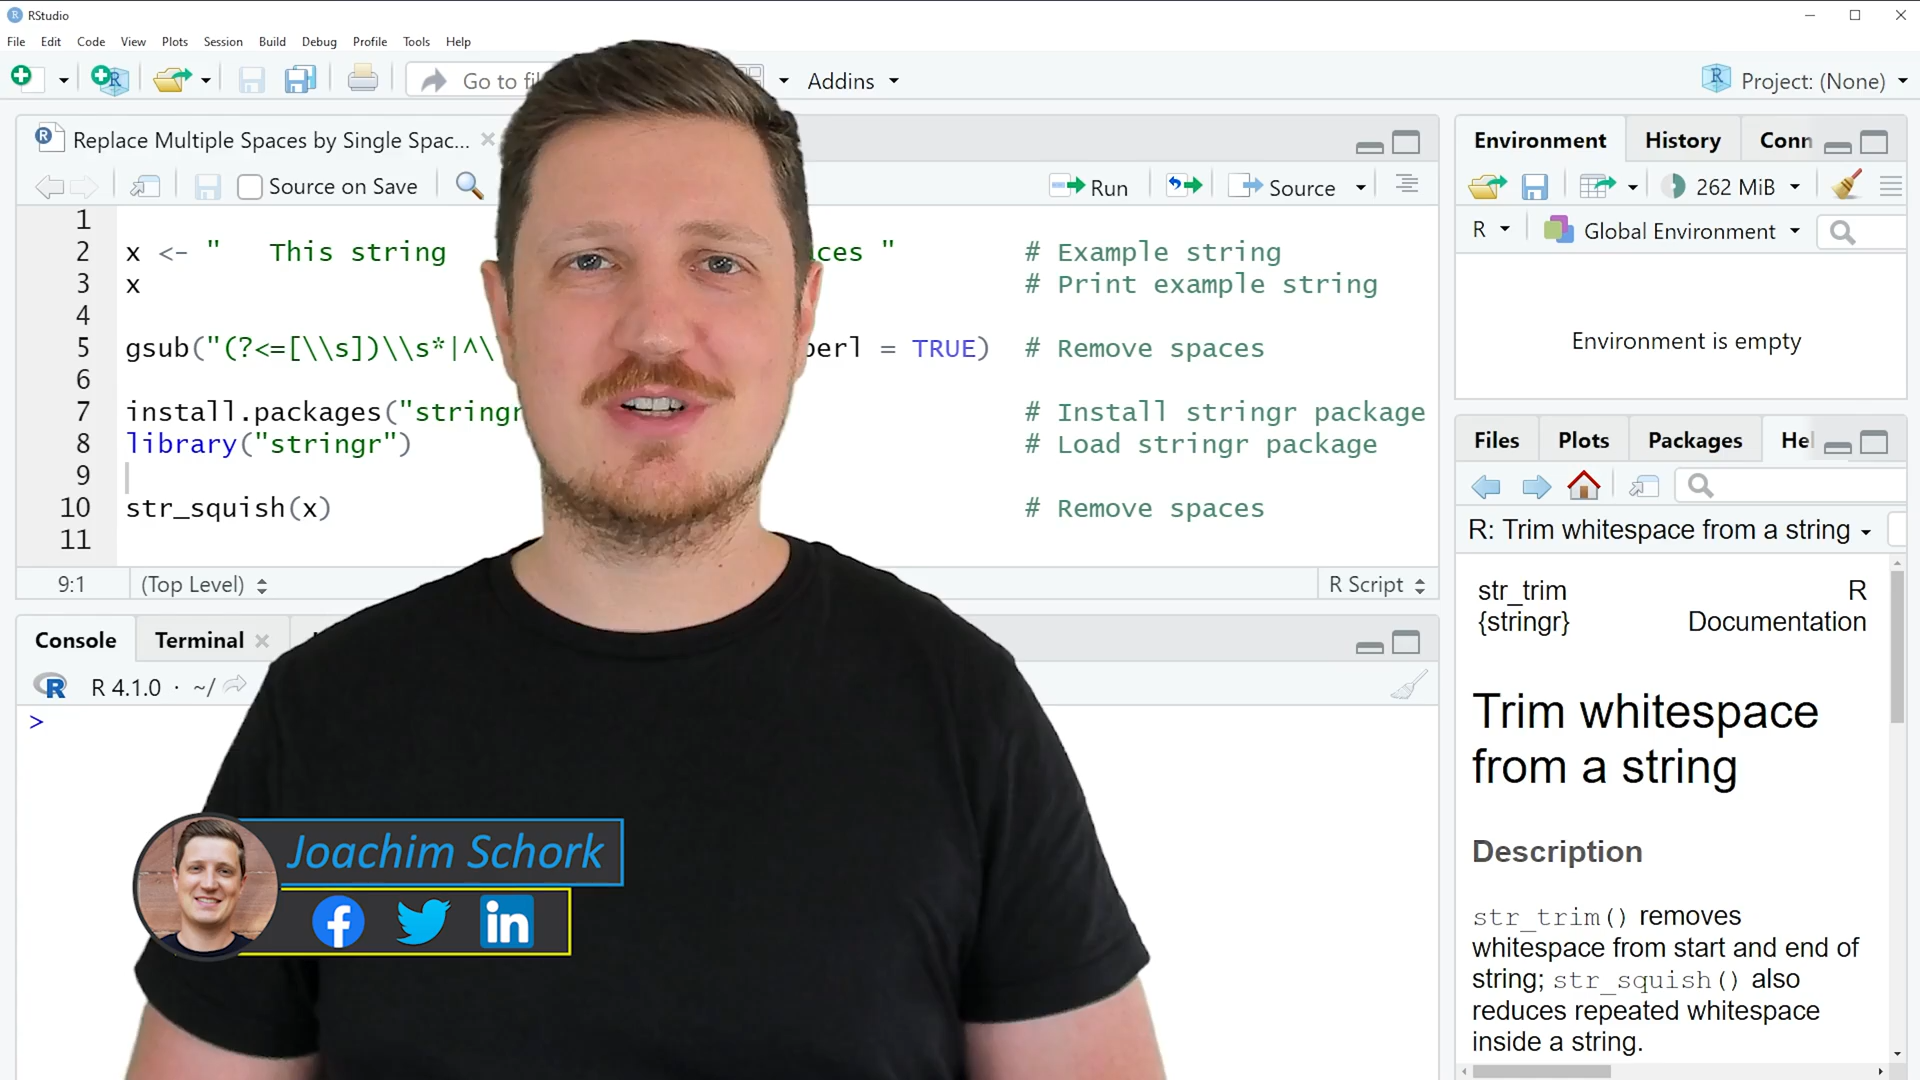 RStudio
File Edit Code View Plots Session Build Debug Profile Tools Help
Go to fi
Addins
Project: (None)
Replace Multiple Spaces by Single Spac...
Source on Save
Run
Source
1
2 x <- "   This string ces " # Example string
3 x # Print example string
4
5 gsub("(?<=[\\s])\\s*|^\ perl = TRUE) # Remove spaces
6
7 install.packages("stringr # Install stringr package
8 library("stringr") # Load stringr package
9
10 str_squish(x) # Remove spaces
11
9:1 (Top Level) R Script
Console Terminal
R 4.1.0 · ~/
>
Joachim Schork
f in
Environment History Conn
262 MiB
R Global Environment
Environment is empty
Files Plots Packages Hel
R: Trim whitespace from a string
str_trim R
{stringr} Documentation
Trim whitespace
from a string
Description
str_trim() removes
whitespace from start and end of
string; str_squish() also
reduces repeated whitespace
inside a string.